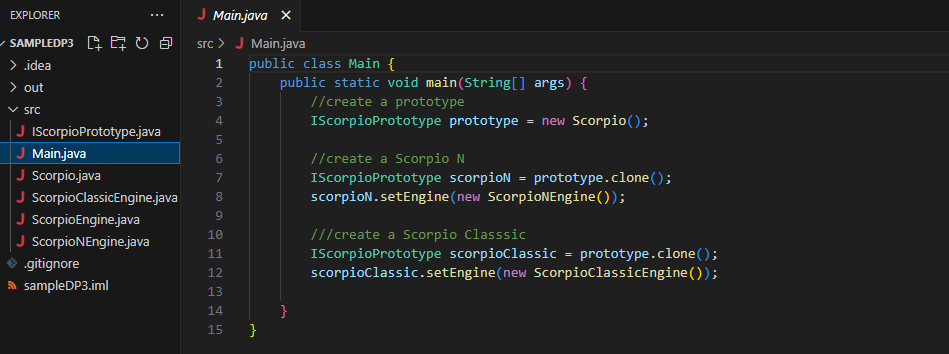 EXPLORER ···
SAMPLEDP3
.idea
out
src
J IScorpioPrototype.java
J Main.java
J Scorpio.java
J ScorpioClassicEngine.java
J ScorpioEngine.java
J ScorpioNEngine.java
.gitignore
sampleDP3.iml
J Main.java ×
src > J Main.java
1 public class Main {
2 public static void main(String[] args) {
3 //create a prototype
4 IScorpioPrototype prototype = new Scorpio();
5
6 //create a Scorpio N
7 IScorpioPrototype scorpioN = prototype.clone();
8 scorpioN.setEngine(new ScorpioNEngine());
9
10 ///create a Scorpio Classsic
11 IScorpioPrototype scorpioClassic = prototype.clone();
12 scorpioClassic.setEngine(new ScorpioClassicEngine());
13
14 }
15 }